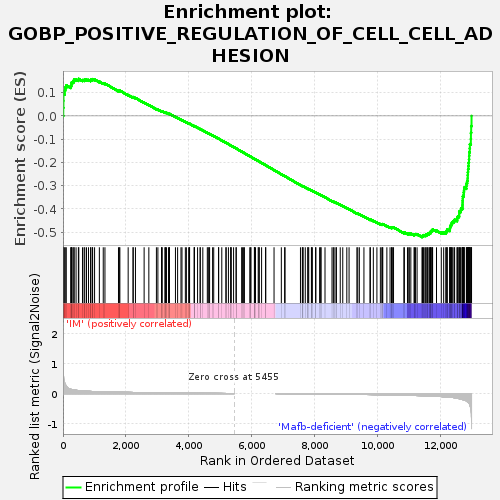 Enrichment plot:
GOBP_POSITIVE_REGULATION_OF_CELL_CELL_AD
HESION
Enrichment score (ES)
0.1
0.0
-0.1
-0.2
-0.3
-0.4
-0.5
'IM' (positively correlated)
Ranked list metric (Signal2Noise)
2
1
0
-1
Zero cross at 5455
'Mafb-deficient' (negatively correlated)
0
2,000
4,000
6,000
8,000
10,000
12,000
Rank in Ordered Dataset
Enrichment profile
Hits
Ranking metric scores